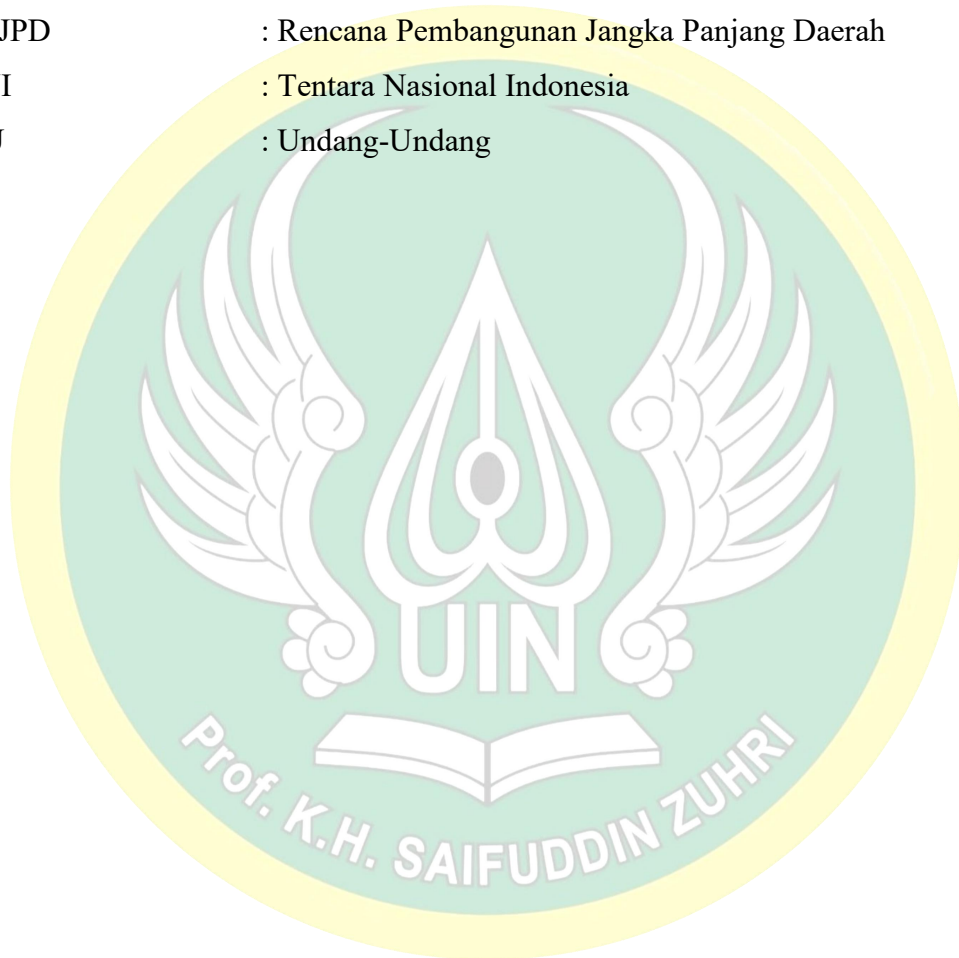 JPD : Rencana Pembangunan Jangka Panjang Daerah
I : Tentara Nasional Indonesia
: Undang-Undang
UIN
Prof. K.H. SAIFUDDIN ZUHRI